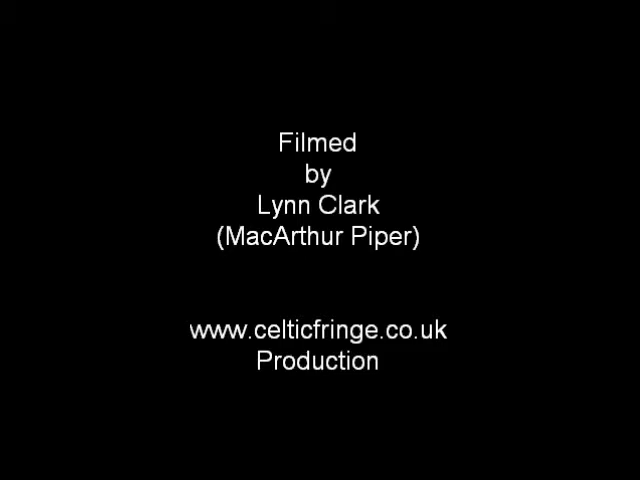 Filmed
by
Lynn Clark
(MacArthur Piper)
www.celticfringe.co.uk
Production